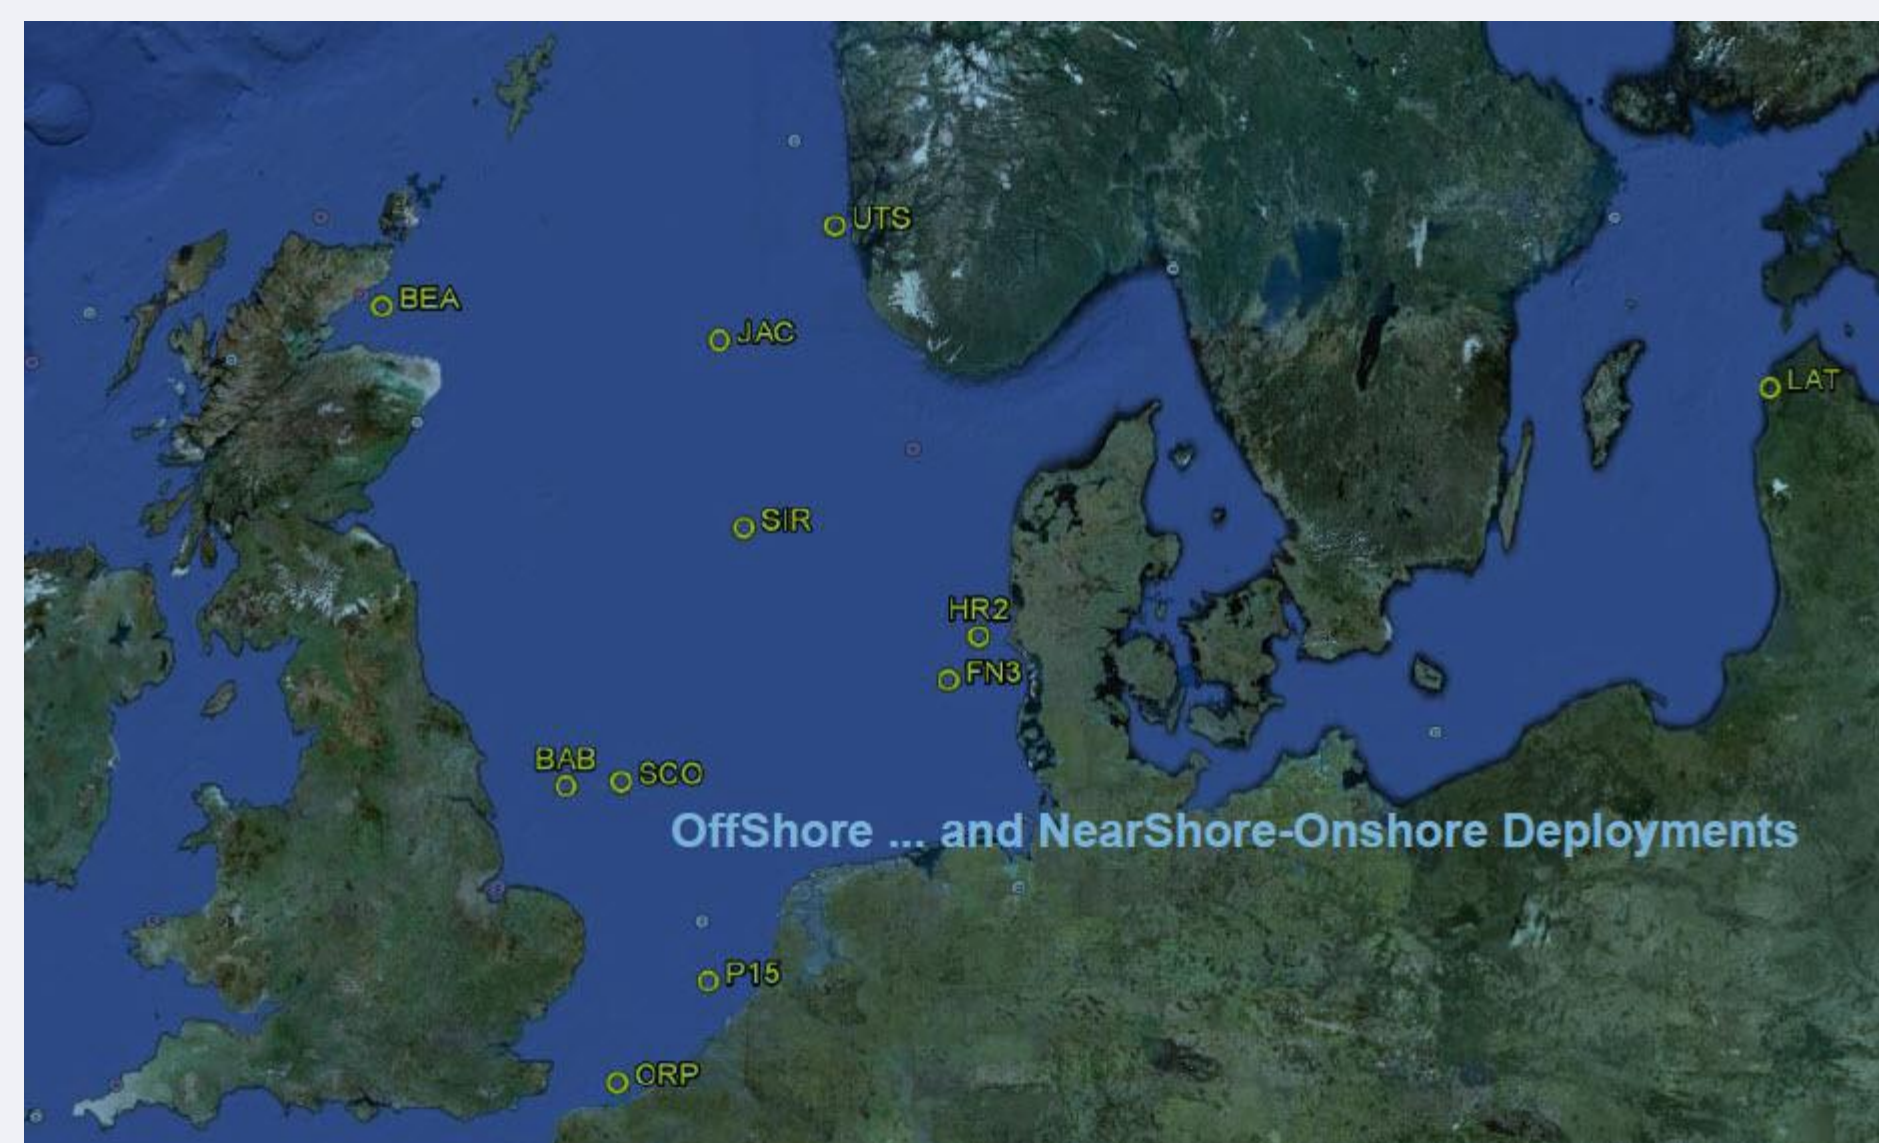 UTS
BEA
JAC
LAT
SIR
HR2
FN3
BAB
SCO
OffShore ... and NearShore-Onshore Deployments
P15
ORP